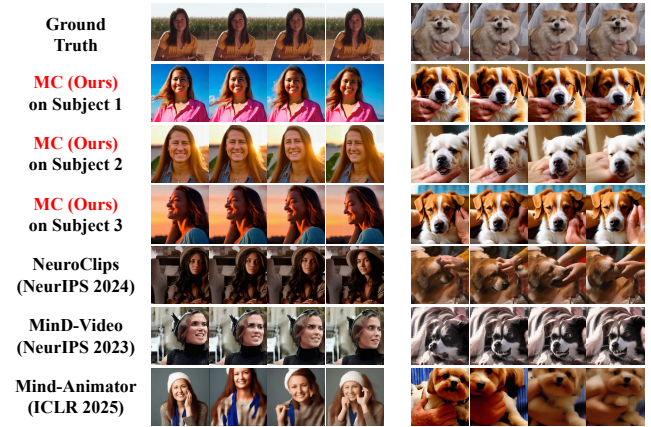 Ground
Truth
MC (Ours)
on Subject 1
MC (Ours)
on Subject 2
MC (Ours)
on Subject 3
NeuroClips
(NeurIPS 2024)
MinD-Video
(NeurIPS 2023)
Mind-Animator
(ICLR 2025)